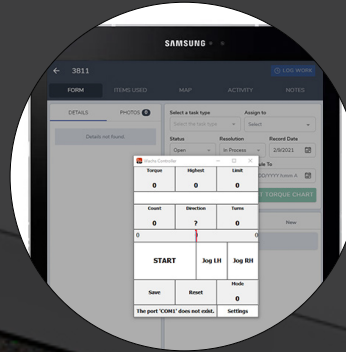 SAMSUNG
← 3811
LOG WORK
FORM ITEMS USED MAP ACTIVITY NOTES
DETAILS PHOTOS 0
Select a task type Assign to
Select the task type Select
Details not found.
Status Resolution Record Date
Open In Process 2/8/2021
Washo Controller
To
TORQUE CHART
Torque Highest Limit
0 0 0
Count Direction Turns
0 ? 0
New
0 0 0
START Jog LH Jog RH
Save Reset Mode
0
The port 'COM1' does not exist. Settings